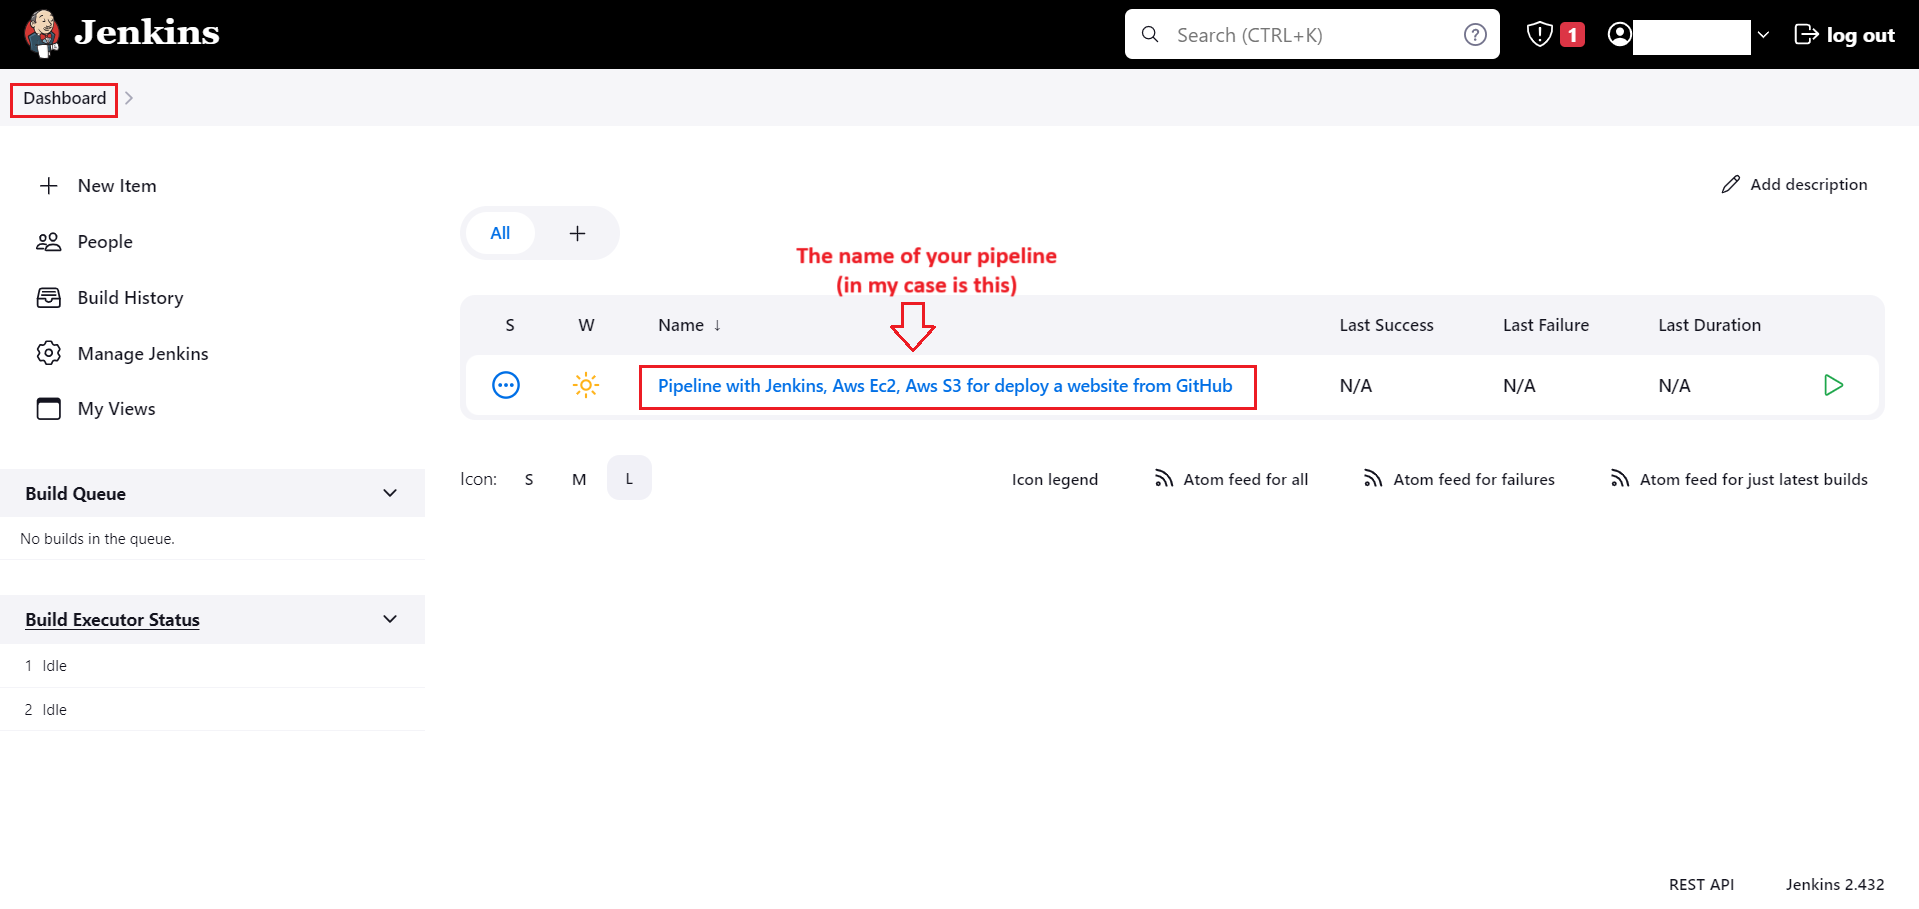 Jenkins
Search (CTRL+K)
?
1
log out
Dashboard
New Item
People
Build History
Manage Jenkins
My Views
Add description
All
+
The name of your pipeline
(in my case is this)
S W Name ↓ Last Success Last Failure Last Duration
Pipeline with Jenkins, Aws Ec2, Aws S3 for deploy a website from GitHub N/A N/A N/A
Icon: S M L
Icon legend Atom feed for all Atom feed for failures Atom feed for just latest builds
Build Queue
No builds in the queue.
Build Executor Status
1 Idle
2 Idle
REST API Jenkins 2.432